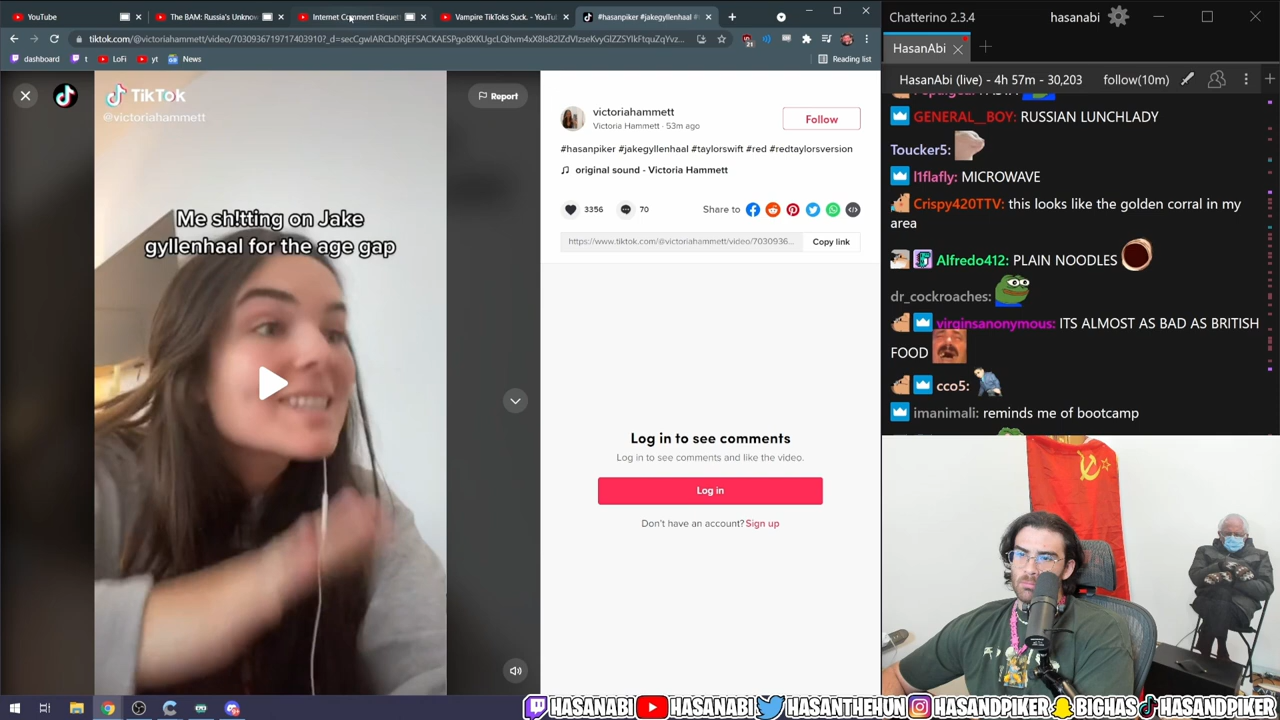 YouTube
The BAM: Russia's Unknow
Internet Comment Etiquett
Vampire TikToks Suck. - YouTu
#hasanpiker #jakegyllenhaal #
dashboard
t
LoFi
yt
News
Reading list
TikTok
@victoriahammett
Report
Me sh!tting on Jake
gyllenhaal for the age gap
victoriahammett
Victoria Hammett · 53m ago
Follow
#hasanpiker #jakegyllenhaal #taylorswift #red #redtaylorsversion
original sound - Victoria Hammett
3356
70
Share to
https://www.tiktok.com/@victoriahammett/video/7030936...
Copy link
Log in to see comments
Log in to see comments and like the video.
Log in
Don't have an account? Sign up
Chatterino 2.3.4
hasanabi
HasanAbi
HasanAbi (live) - 4h 57m - 30,203
follow(10m)
GENERAL__BOY: RUSSIAN LUNCHLADY
Toucker5:
l1flafly: MICROWAVE
Crispy420TTV: this looks like the golden corral in my
area
Alfredo412: PLAIN NOODLES
dr_cockroaches:
virginsanonymous: ITS ALMOST AS BAD AS BRITISH
FOOD
cco5:
imanimali: reminds me of bootcamp
HASANABI
HASANABI
HASANTHEHUN
HASANDPIKER
BIGHAS
HASANDPIKER